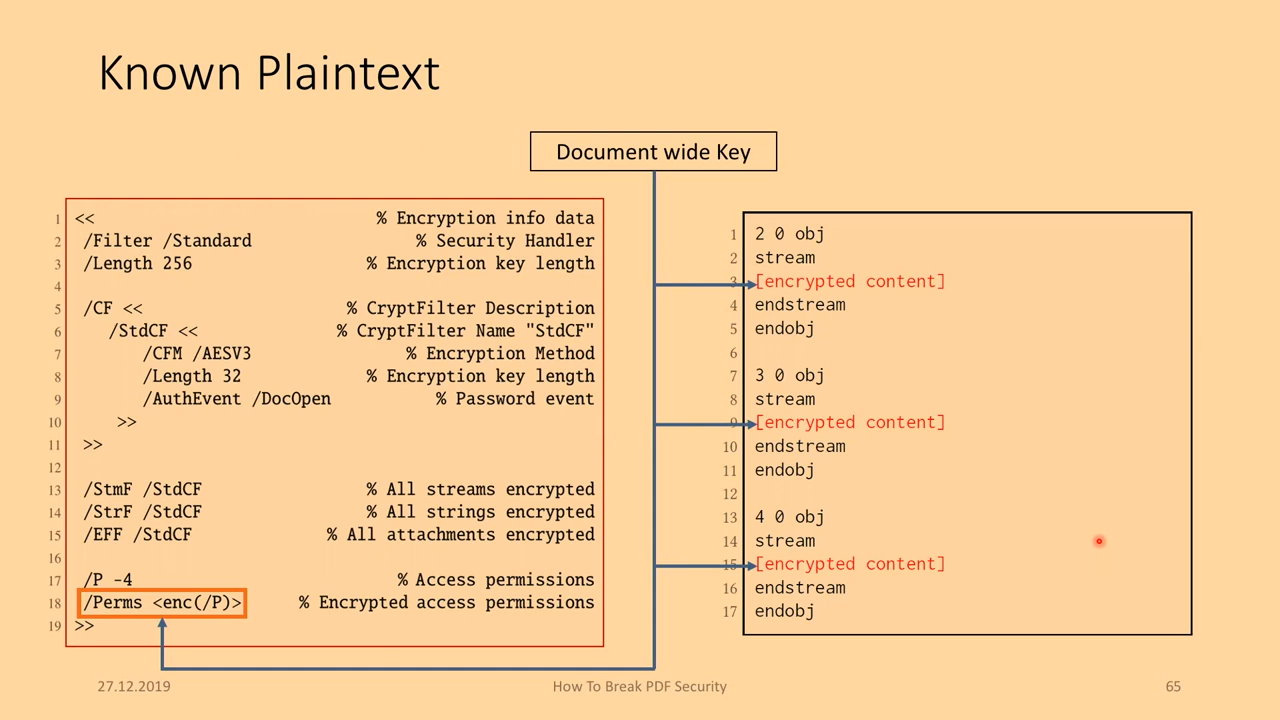 Known Plaintext
Document wide Key
1 << % Encryption info data
2 /Filter /Standard % Security Handler
3 /Length 256 % Encryption key length
4
5 /CF << % CryptFilter Description
6 /StdCF << % CryptFilter Name "StdCF"
7 /CFM /AESV3 % Encryption Method
8 /Length 32 % Encryption key length
9 /AuthEvent /DocOpen % Password event
10 >>
11 >>
12
13 /StmF /StdCF % All streams encrypted
14 /StrF /StdCF % All strings encrypted
15 /EFF /StdCF % All attachments encrypted
16
17 /P -4 % Access permissions
18 /Perms <enc(/P)> % Encrypted access permissions
19 >>
1 2 0 obj
2 stream
3 [encrypted content]
4 endstream
5 endobj
6
7 3 0 obj
8 stream
9 [encrypted content]
10 endstream
11 endobj
12
13 4 0 obj
14 stream
15 [encrypted content]
16 endstream
17 endobj
27.12.2019
How To Break PDF Security
65